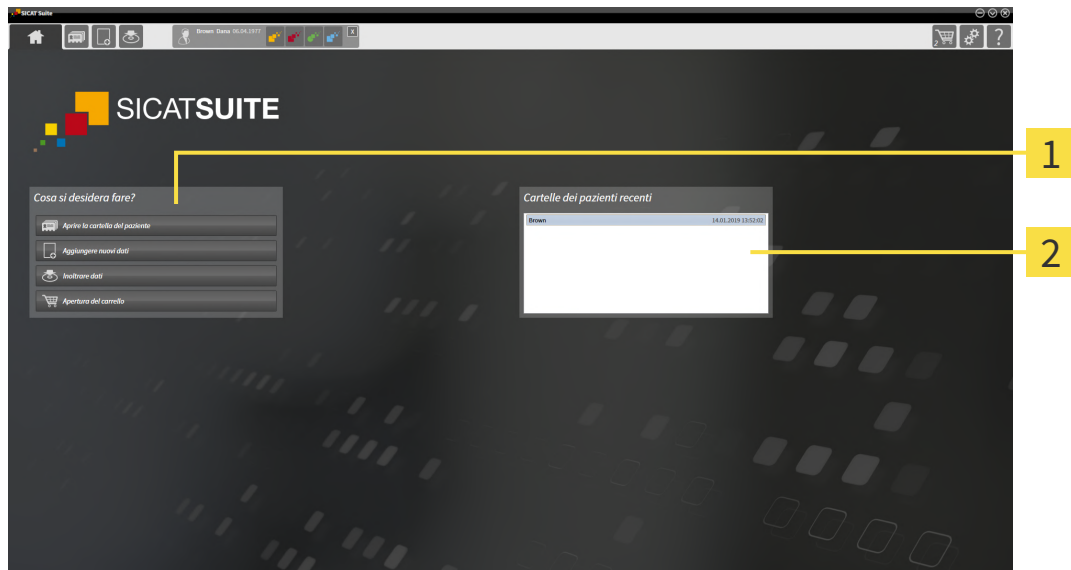 SICAT Suite
Brown Dana 06.04.1977
X
2
?
SICATSUITE
1
Cosa si desidera fare?
Aprire la cartella del paziente
Aggiungere nuovi dati
Inoltrare dati
Apertura del carrello
Cartelle dei pazienti recenti
Brown 14.01.2019 13:52:02
2